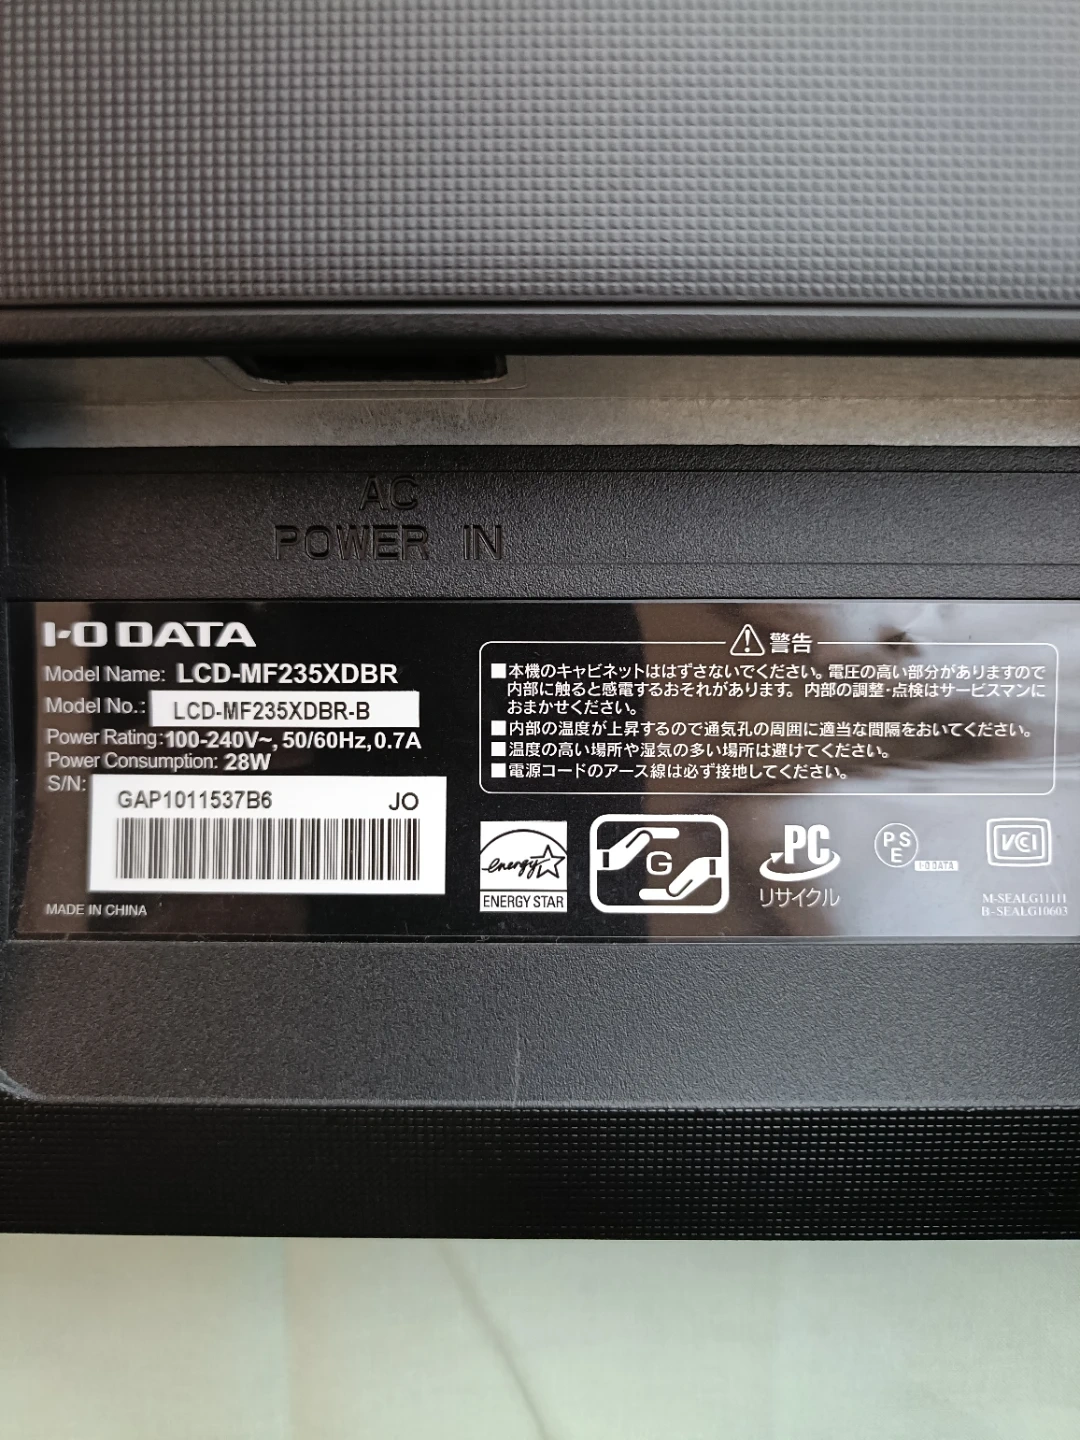 AC
POWER IN
I-O DATA
Model Name: LCD-MF235XDBR
Model No.: LCD-MF235XDBR-B
Power Rating:100-240V~, 50/60Hz, 0.7A
Power Consumption: 28W
S/N:
GAP1011537B6 JO
MADE IN CHINA
警告
■本機のキャビネットははずさないでください。電圧の高い部分がありますので
内部に触ると感電するおそれがあります。内部の調整・点検はサービスマンに
おまかせください。
■内部の温度が上昇するので通気孔の周囲に適当な間隔をおいてください。
■温度の高い場所や湿気の多い場所は避けてください。
■電源コードのアース線は必ず接地してください。
energy
ENERGY STAR
G
PC
リサイクル
PS
E
I-O DATA
VCI
M-SEALG11111
B-SEALG10603